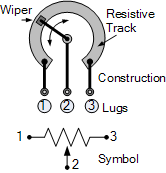 Wiper
Resistive
Track
Construction
1 2 3 Lugs
1 3
Symbol
2